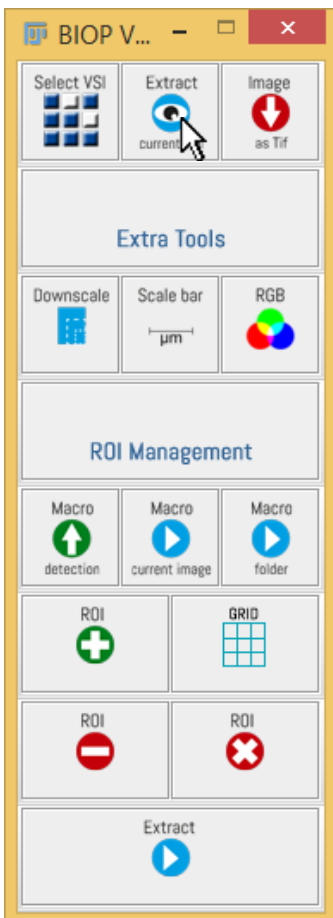 BIOP V...
Select VSI
Extract
Image
as Tif
Extra Tools
Downscale
Scale bar
RGB
µm
ROI Management
Macro
Macro
Macro
detection
current image
folder
ROI
GRID
ROI
ROI
Extract